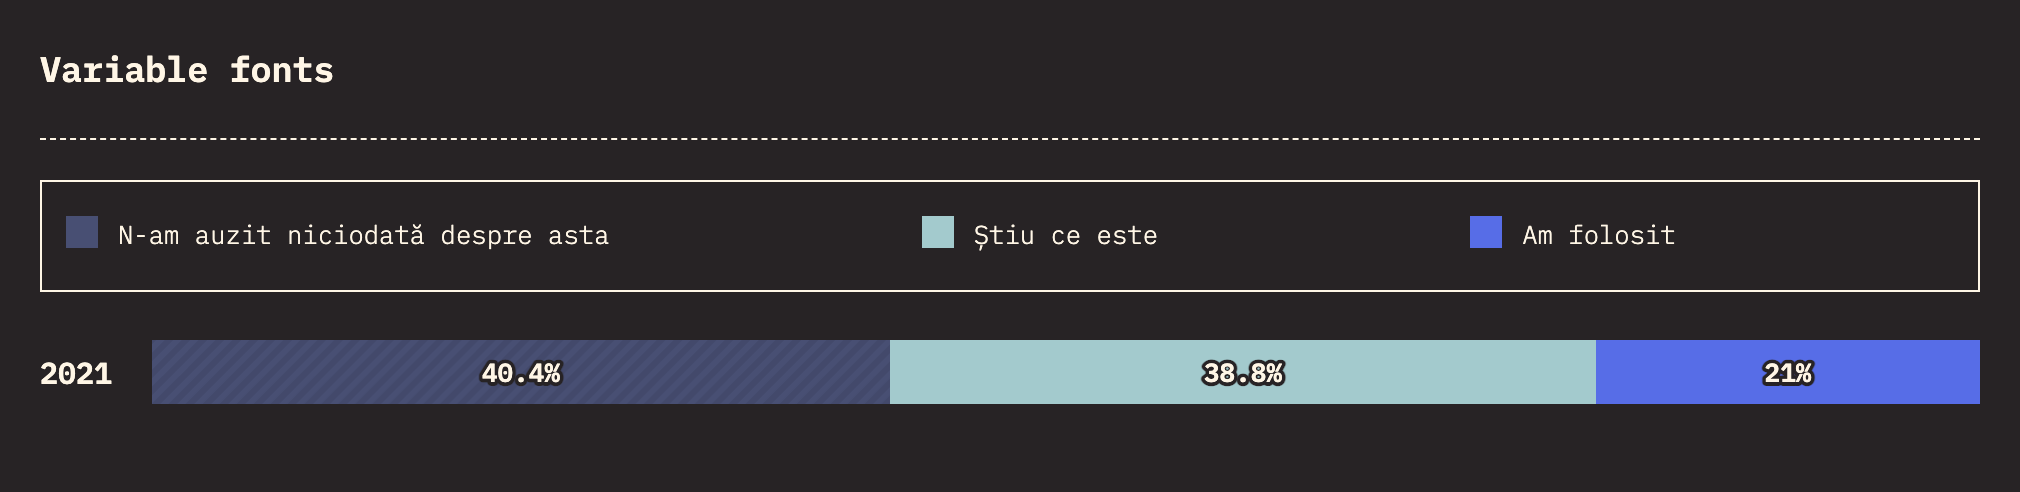 Variable fonts
N-am auzit niciodată despre asta
Știu ce este
Am folosit
2021 40.4% 38.8% 21%